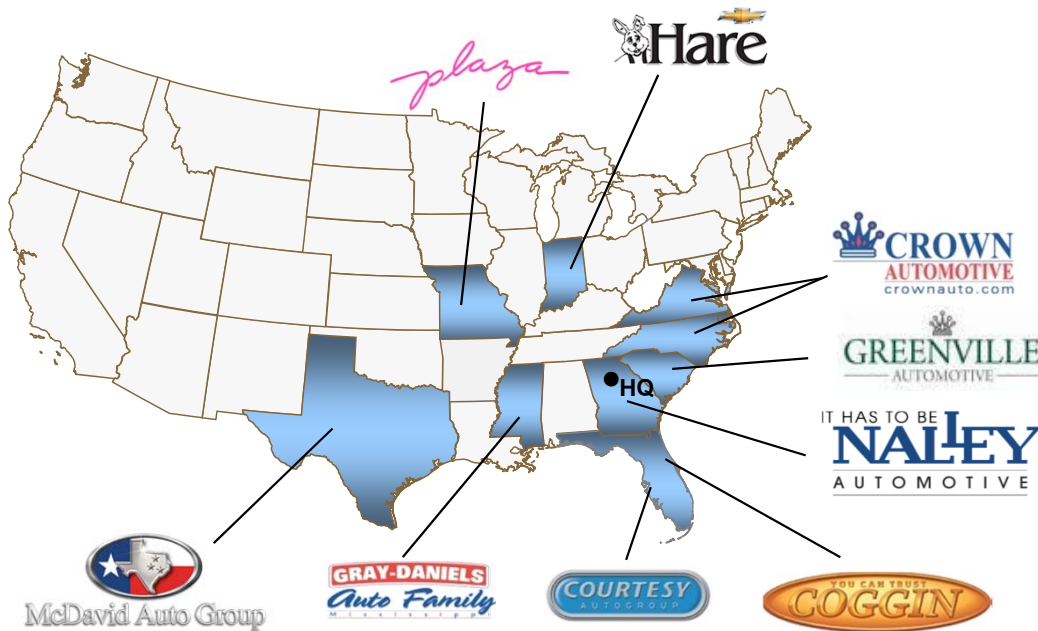 plaza
Hare
CROWN
AUTOMOTIVE
crownauto.com
GREENVILLE
AUTOMOTIVE
HQ
IT HAS TO BE
NALLEY
AUTOMOTIVE
McDavid Auto Group
GRAY-DANIELS
Auto Family
Mississippi
COURTESY
AUTOGROUP
YOU CAN TRUST
COGGIN